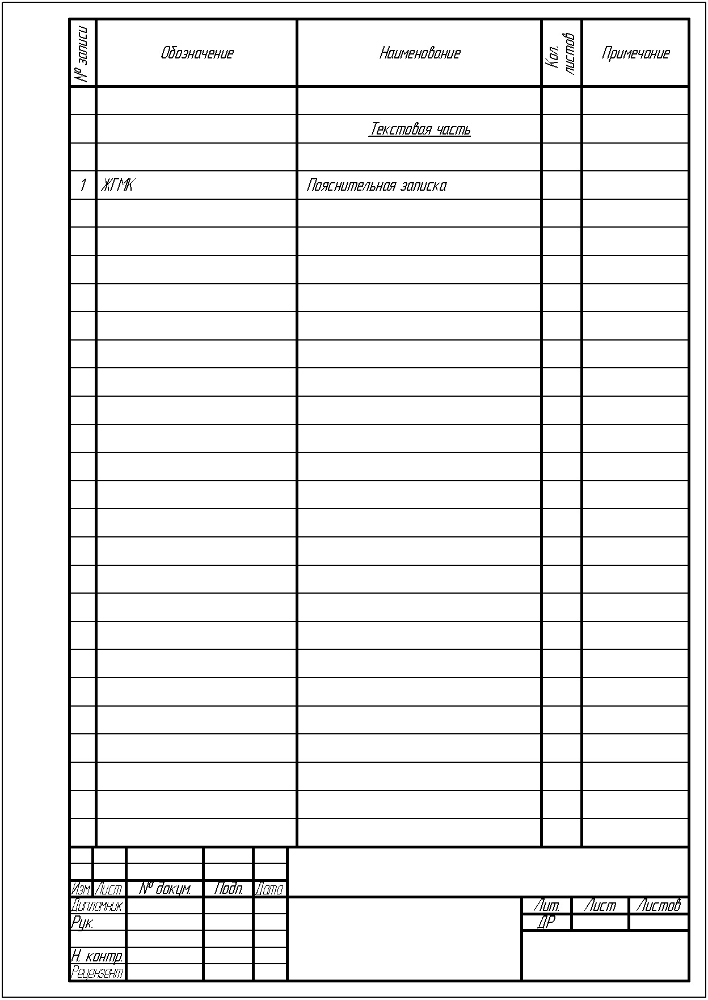 № записи Обозначение Наименование Кол. листов Примечание
Текстовая часть
1 ЖГМК Пояснительная записка
Изм Лист № докум. Подп. Дата
Дипломник Лит. Лист Листов
Рук. ДР
Н. контр.
Рецензент